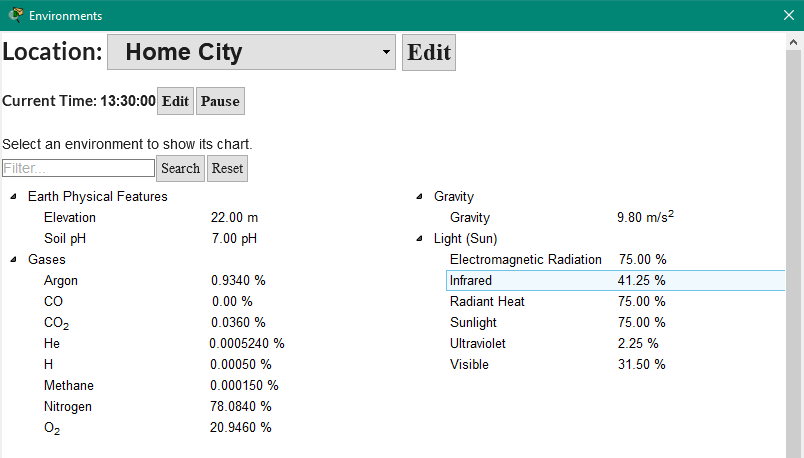 Environments
Location: Home City Edit
Current Time: 13:30:00 Edit Pause
Select an environment to show its chart.
Filter... Search Reset
Earth Physical Features
Elevation 22.00 m
Soil pH 7.00 pH
Gases
Argon 0.9340 %
CO 0.00 %
CO₂ 0.0360 %
He 0.0005240 %
H 0.00050 %
Methane 0.000150 %
Nitrogen 78.0840 %
O₂ 20.9460 %
Gravity
Gravity 9.80 m/s²
Light (Sun)
Electromagnetic Radiation 75.00 %
Infrared 41.25 %
Radiant Heat 75.00 %
Sunlight 75.00 %
Ultraviolet 2.25 %
Visible 31.50 %